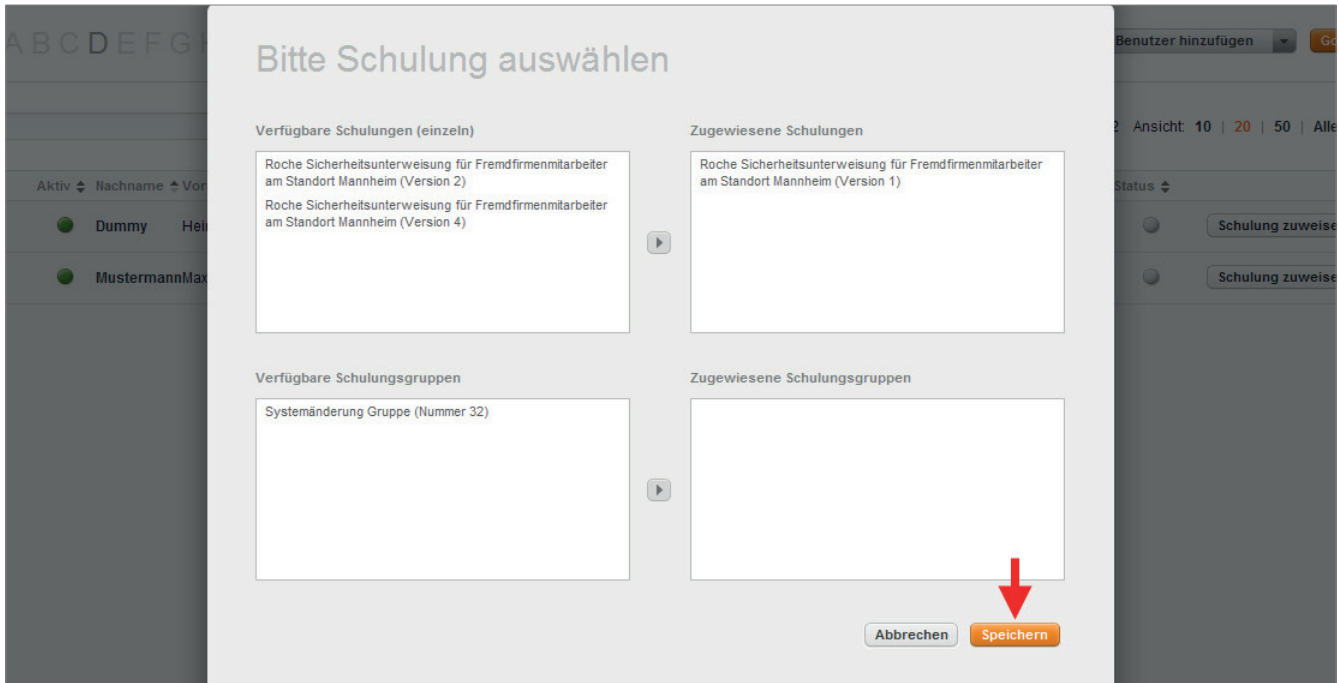 A B C D E F G
Benutzer hinzufügen
Bitte Schulung auswählen
Verfügbare Schulungen (einzeln)
Zugewiesene Schulungen
Ansicht: 10 | 20 | 50 | Alle
Roche Sicherheitsunterweisung für Fremdfirmenmitarbeiter
am Standort Mannheim (Version 2)
Roche Sicherheitsunterweisung für Fremdfirmenmitarbeiter
am Standort Mannheim (Version 4)
Roche Sicherheitsunterweisung für Fremdfirmenmitarbeiter
am Standort Mannheim (Version 1)
Aktiv Nachname Vor
Status
Dummy Hei
Schulung zuweise
MustermannMax
Schulung zuweise
Verfügbare Schulungsgruppen
Zugewiesene Schulungsgruppen
Systemänderung Gruppe (Nummer 32)
Abbrechen
Speichern